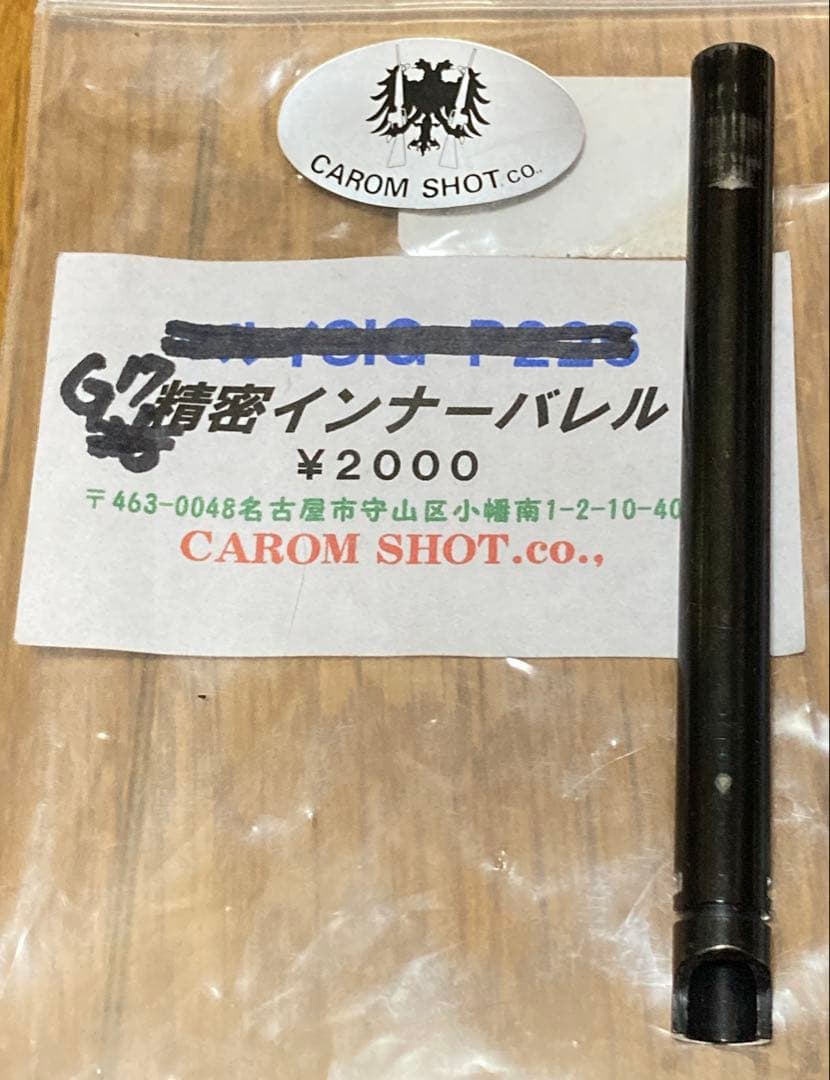 CAROM SHOT.CO.,
G7精密インナーバレル
¥2000
〒463-0048名古屋市守山区小幡南1-2-10-40
CAROM SHOT.co.,